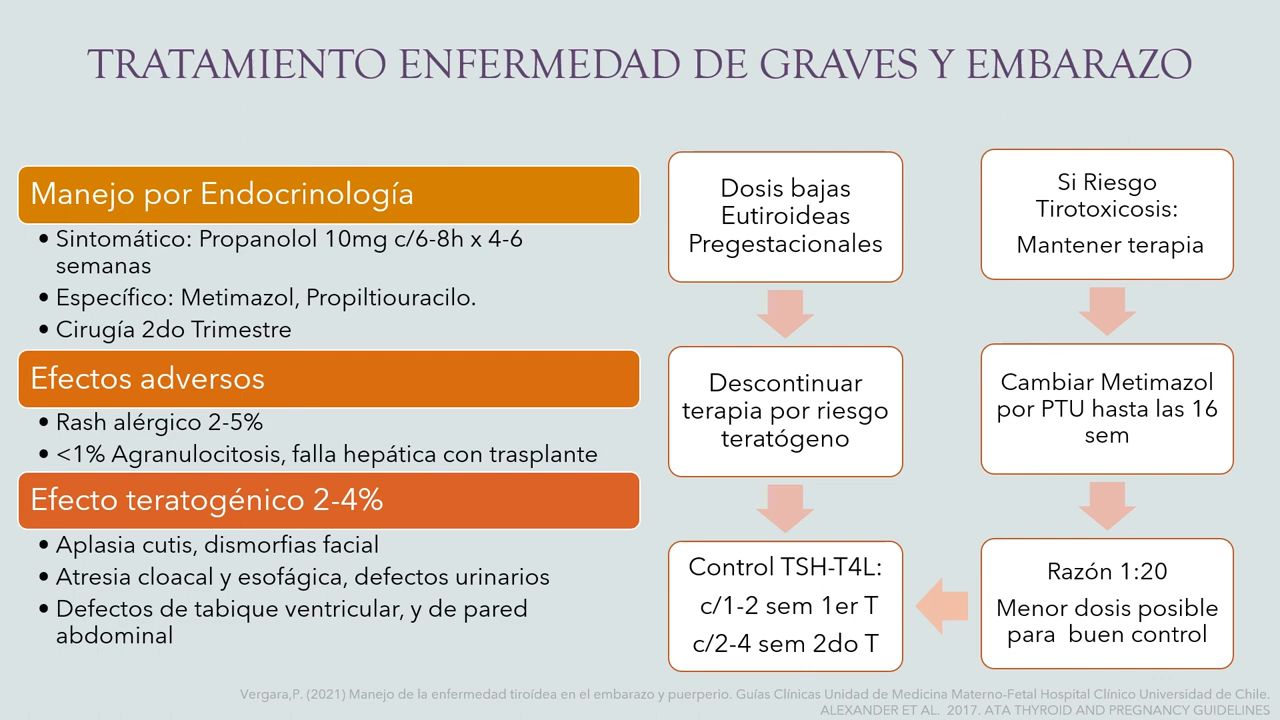 TRATAMIENTO ENFERMEDAD DE GRAVES Y EMBARAZO
Manejo por Endocrinología
• Sintomático: Propanolol 10mg c/6-8h x 4-6
semanas
• Específico: Metimazol, Propiltiouracilo.
• Cirugía 2do Trimestre
Efectos adversos
• Rash alérgico 2-5%
• <1% Agranulocitosis, falla hepática con trasplante
Efecto teratogénico 2-4%
• Aplasia cutis, dismorfias facial
• Atresia cloacal y esofágica, defectos urinarios
• Defectos de tabique ventricular, y de pared
abdominal
Dosis bajas
Eutiroideas
Pregestacionales
Descontinuar
terapia por riesgo
teratógeno
Control TSH-T4L:
c/1-2 sem 1er T
c/2-4 sem 2do T
Si Riesgo
Tirotoxicosis:
Mantener terapia
Cambiar Metimazol
por PTU hasta las 16
sem
Razón 1:20
Menor dosis posible
para buen control
Vergara,P. (2021) Manejo de la enfermedad tiroídea en el embarazo y puerperio. Guías Clínicas Unidad de Medicina Materno-Fetal Hospital Clínico Universidad de Chile.
ALEXANDER ET AL. 2017. ATA THYROID AND PREGNANCY GUIDELINES